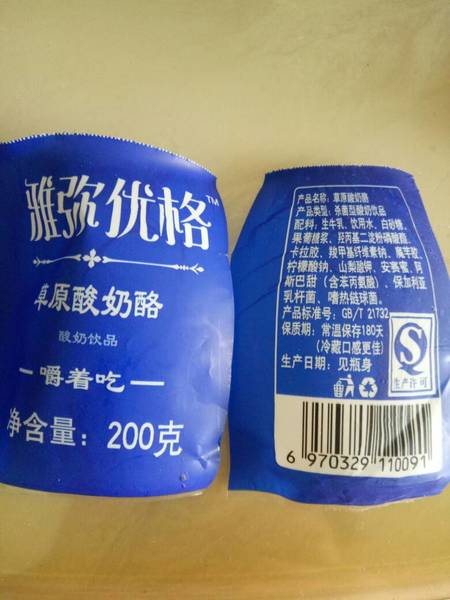 雅弥优格™
草原酸奶酪
酸奶饮品
嚼着吃
净含量：200克
产品名称：草原酸奶酪
产品类型：杀菌型酸奶饮品
配料：生牛乳、饮用水、白砂糖、
果葡糖浆、羟丙基二淀粉磷酸酯、
卡拉胶、羧甲基纤维素钠、魔芋胶、
柠檬酸钠、山梨酸钾、安赛蜜、阿
斯巴甜（含苯丙氨酸）、保加利亚
乳杆菌、嗜热链球菌。
产品标准号：GB/T 21732
保质期：常温保存180天
（冷藏口感更佳）
生产日期：见瓶身
生产许可
6 970329 110091